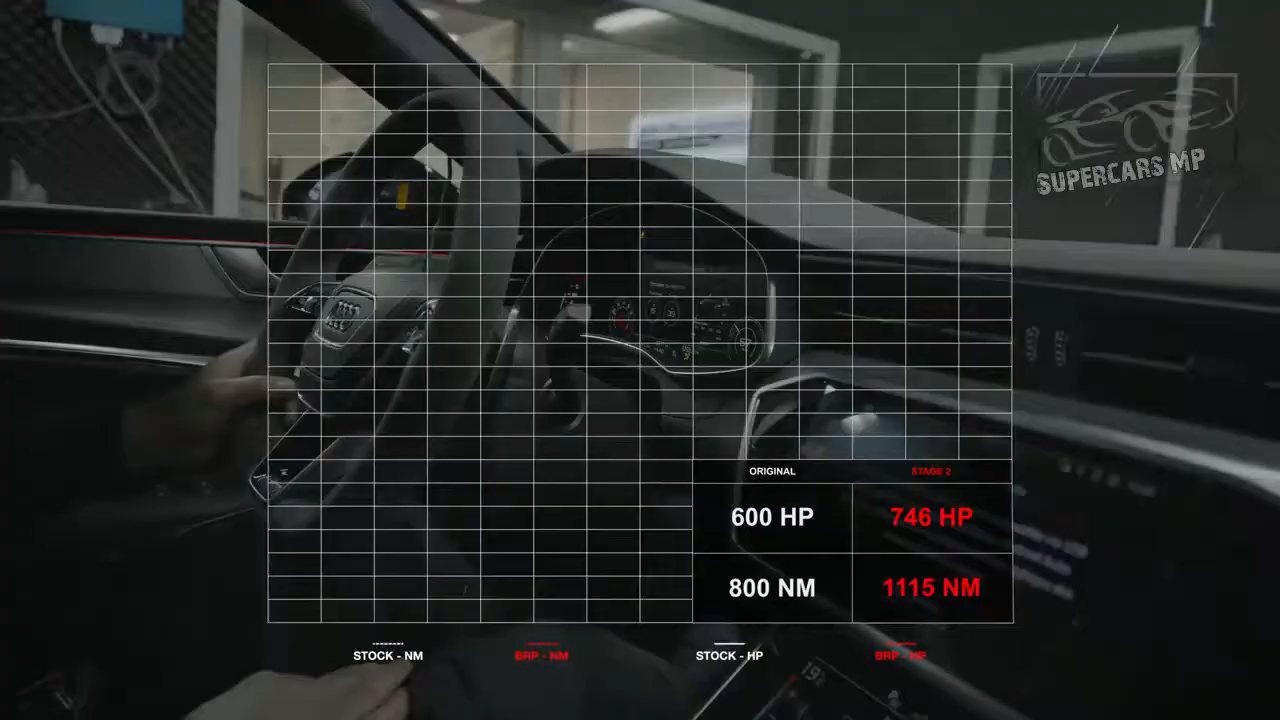 SUPERCARS MP
ORIGINAL STAGE 2
600 HP 746 HP
800 NM 1115 NM
STOCK - NM BRP - NM STOCK - HP BRP - HP